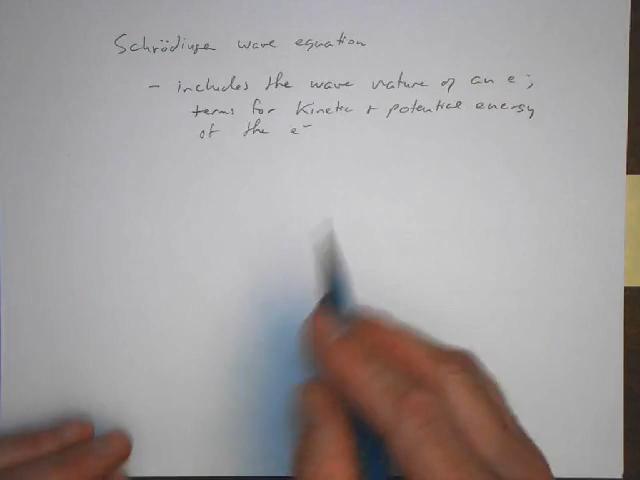 Schrödinger wave equation
- includes the wave nature of an e⁻;
terms for kinetic + potential energy
of the e⁻